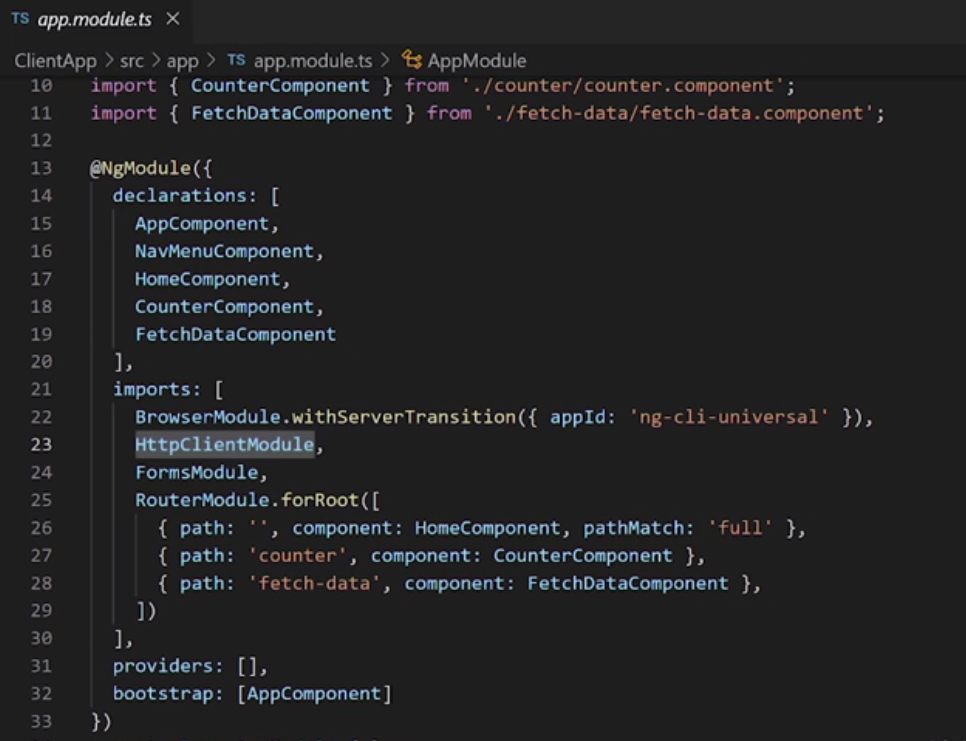 TS app.module.ts ×
ClientApp > src > app > TS app.module.ts > AppModule
10 import { CounterComponent } from './counter/counter.component';
11 import { FetchDataComponent } from './fetch-data/fetch-data.component';
12
13 @NgModule({
14 declarations: [
15 AppComponent,
16 NavMenuComponent,
17 HomeComponent,
18 CounterComponent,
19 FetchDataComponent
20 ],
21 imports: [
22 BrowserModule.withServerTransition({ appId: 'ng-cli-universal' }),
23 HttpClientModule,
24 FormsModule,
25 RouterModule.forRoot([
26 { path: '', component: HomeComponent, pathMatch: 'full' },
27 { path: 'counter', component: CounterComponent },
28 { path: 'fetch-data', component: FetchDataComponent },
29 ])
30 ],
31 providers: [],
32 bootstrap: [AppComponent]
33 })